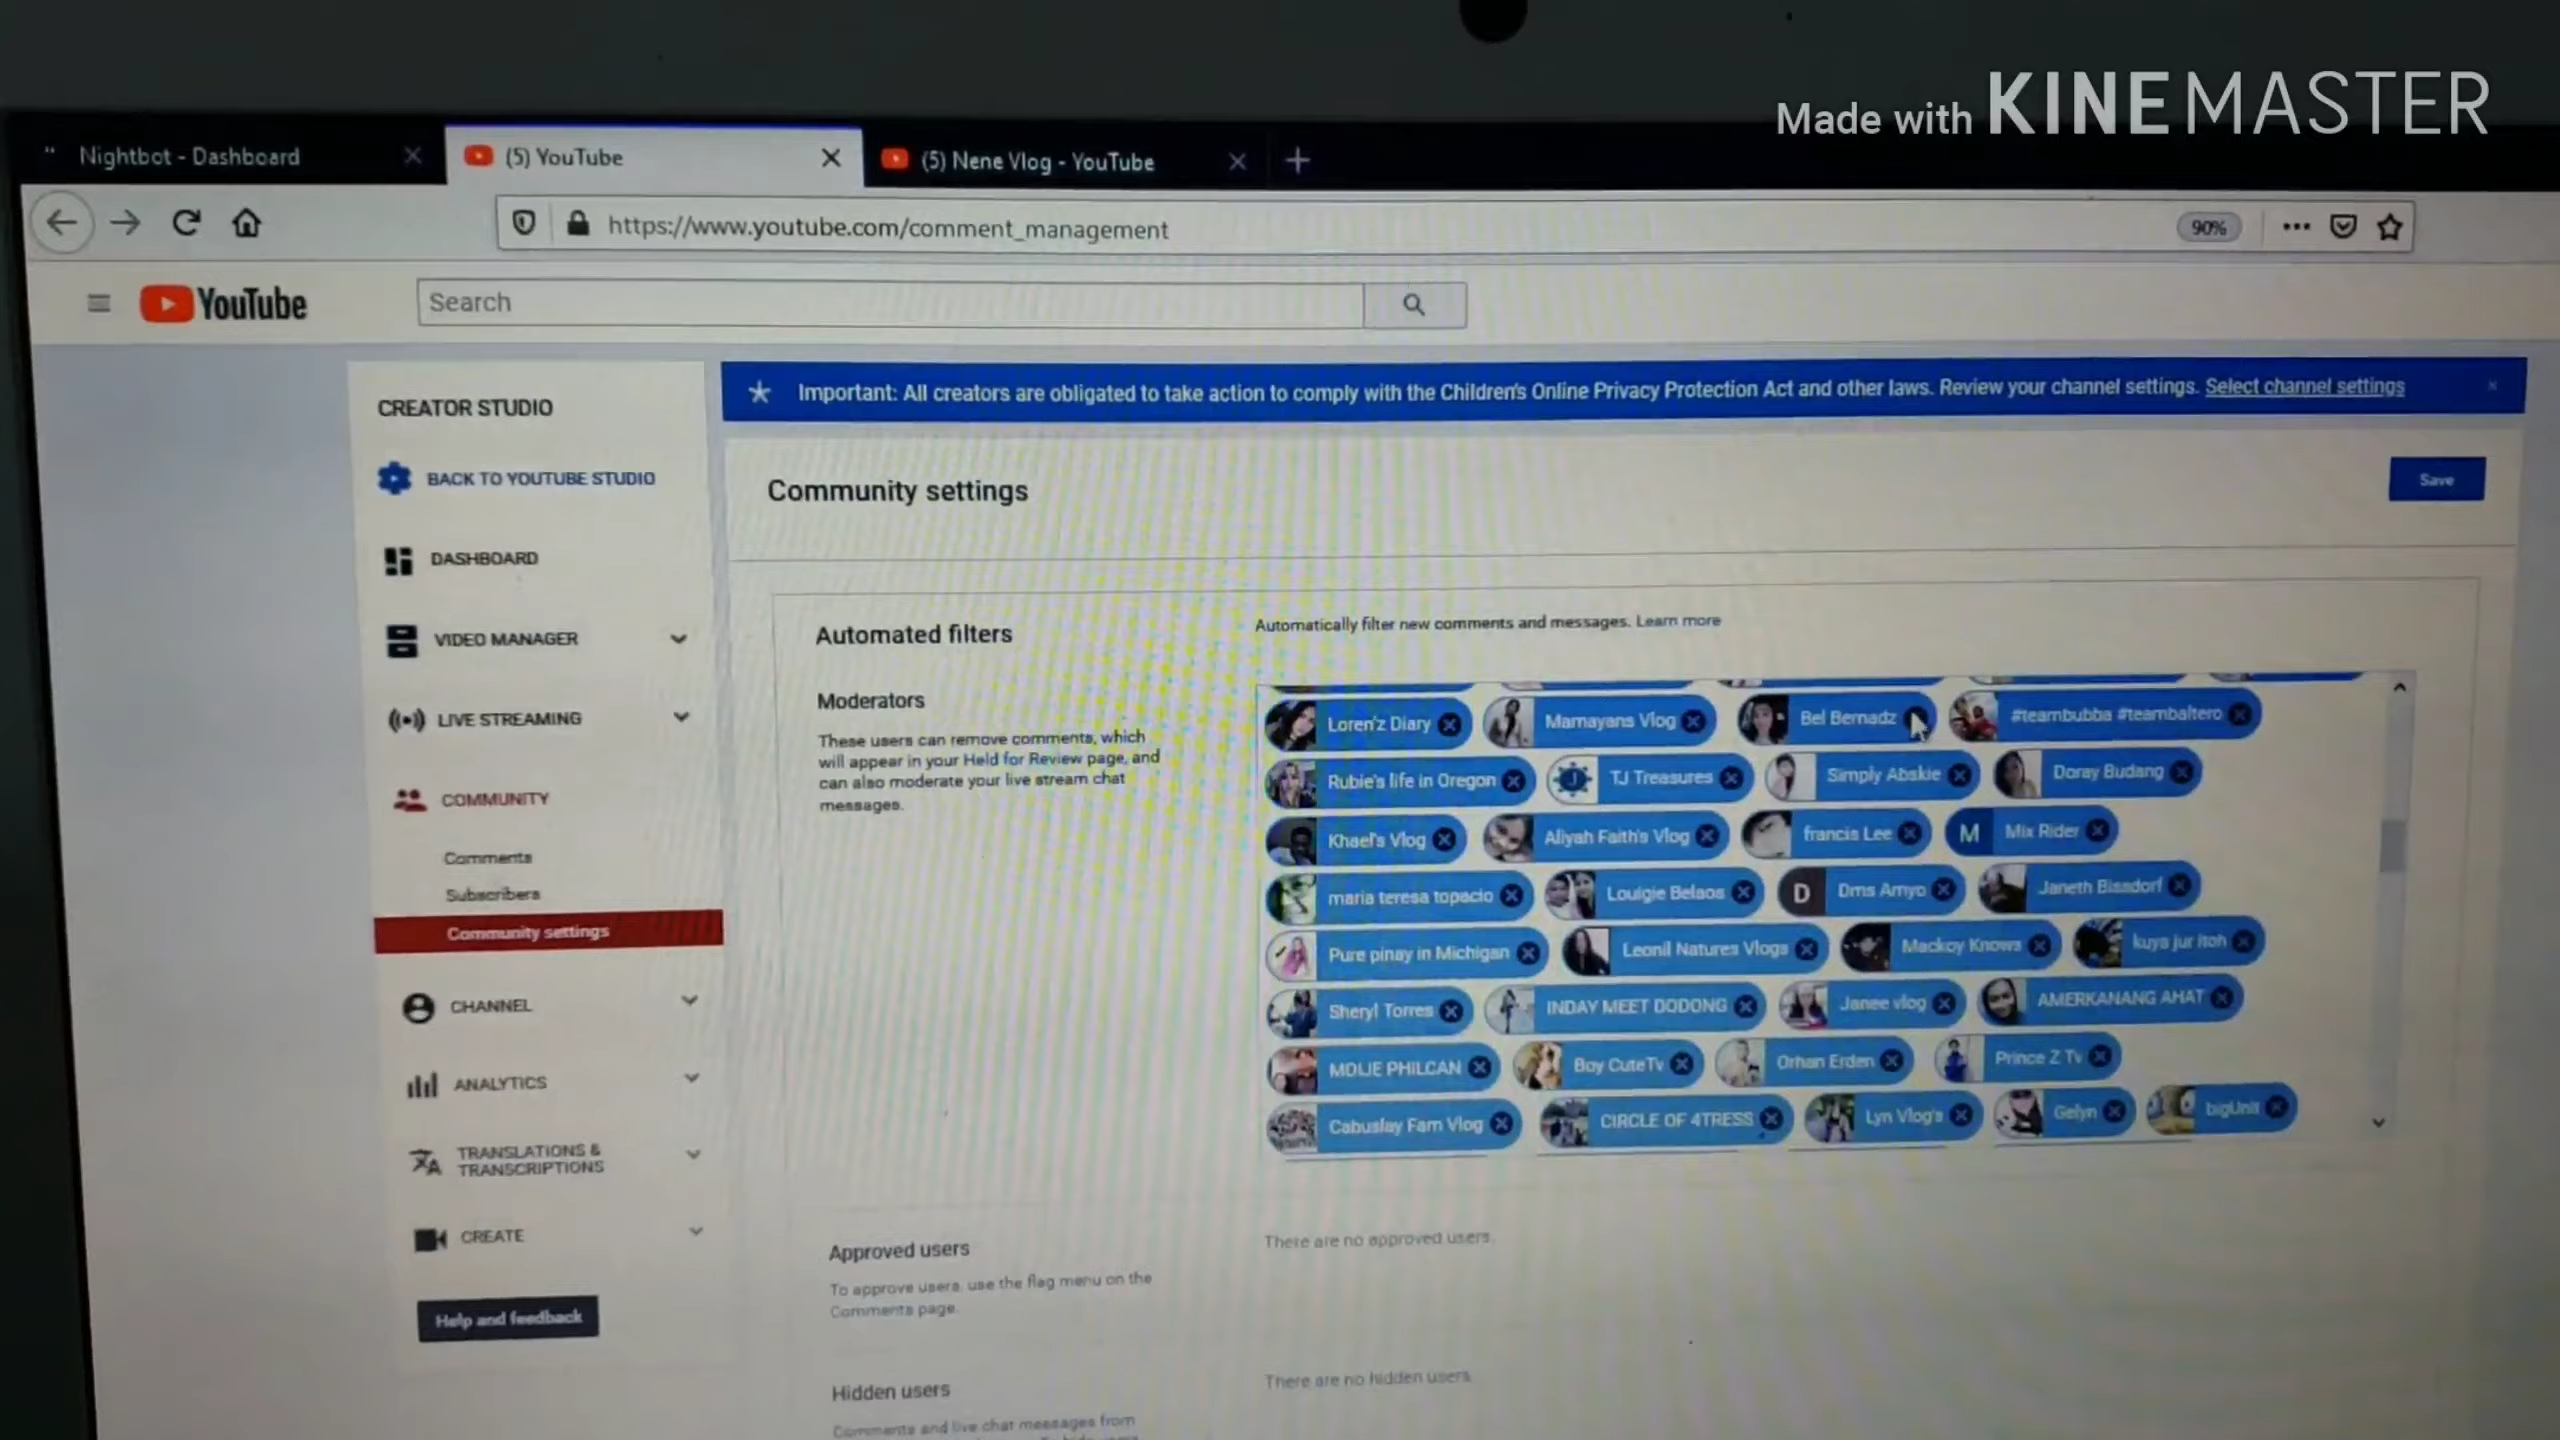 Made with KINEMASTER
Nightbot - Dashboard
(5) YouTube
(5) Nene Vlog - YouTube
https://www.youtube.com/comment_management
90%
YouTube
Search
CREATOR STUDIO
BACK TO YOUTUBE STUDIO
DASHBOARD
VIDEO MANAGER
LIVE STREAMING
COMMUNITY
Comments
Subscribers
Community settings
CHANNEL
ANALYTICS
TRANSLATIONS &
TRANSCRIPTIONS
CREATE
Help and feedback
Important: All creators are obligated to take action to comply with the Children's Online Privacy Protection Act and other laws. Review your channel settings. Select channel settings
Community settings
Save
Automated filters
Automatically filter new comments and messages. Learn more
Moderators
These users can remove comments, which
will appear in your Held for Review page, and
can also moderate your live stream chat
messages.
Loren'z Diary Mamayans Vlog Bel Bernadz #teambubba #teambaltero
Rubie's life in Oregon TJ Treasures Simply Abskie Doray Budang
Khael's Vlog Aliyah Faith's Vlog francis Lee M Mix Rider
maria teresa topacio Louigie Belaos D Dms Amyo Janeth Bissdorf
Pure pinay in Michigan Leonil Natures Vlogs Mackoy Knows kuya jur itoh
Sheryl Torres INDAY MEET DODONG Janee vlog AMERKANANG AHAT
MOIJE PHILCAN Boy CuteTv Orhan Erden Prince Z Tv
Cabuslay Fam Vlog CIRCLE OF 4TRESS Lyn Vlog's Gelyn bigUnit
Approved users
To approve users, use the flag menu on the
Comments page.
There are no approved users.
Hidden users
There are no hidden users.
Comments and live chat messages from